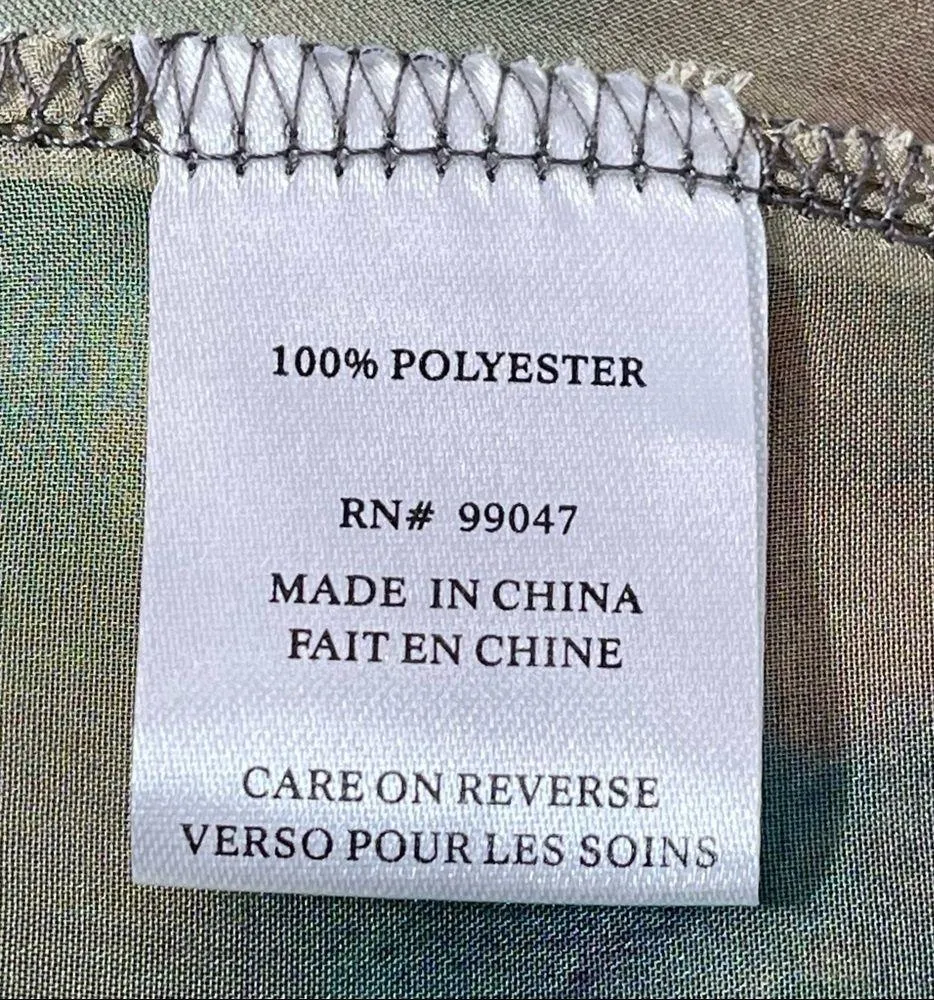 100% POLYESTER
RN# 99047
MADE IN CHINA
FAIT EN CHINE
CARE ON REVERSE
VERSO POUR LES SOINS